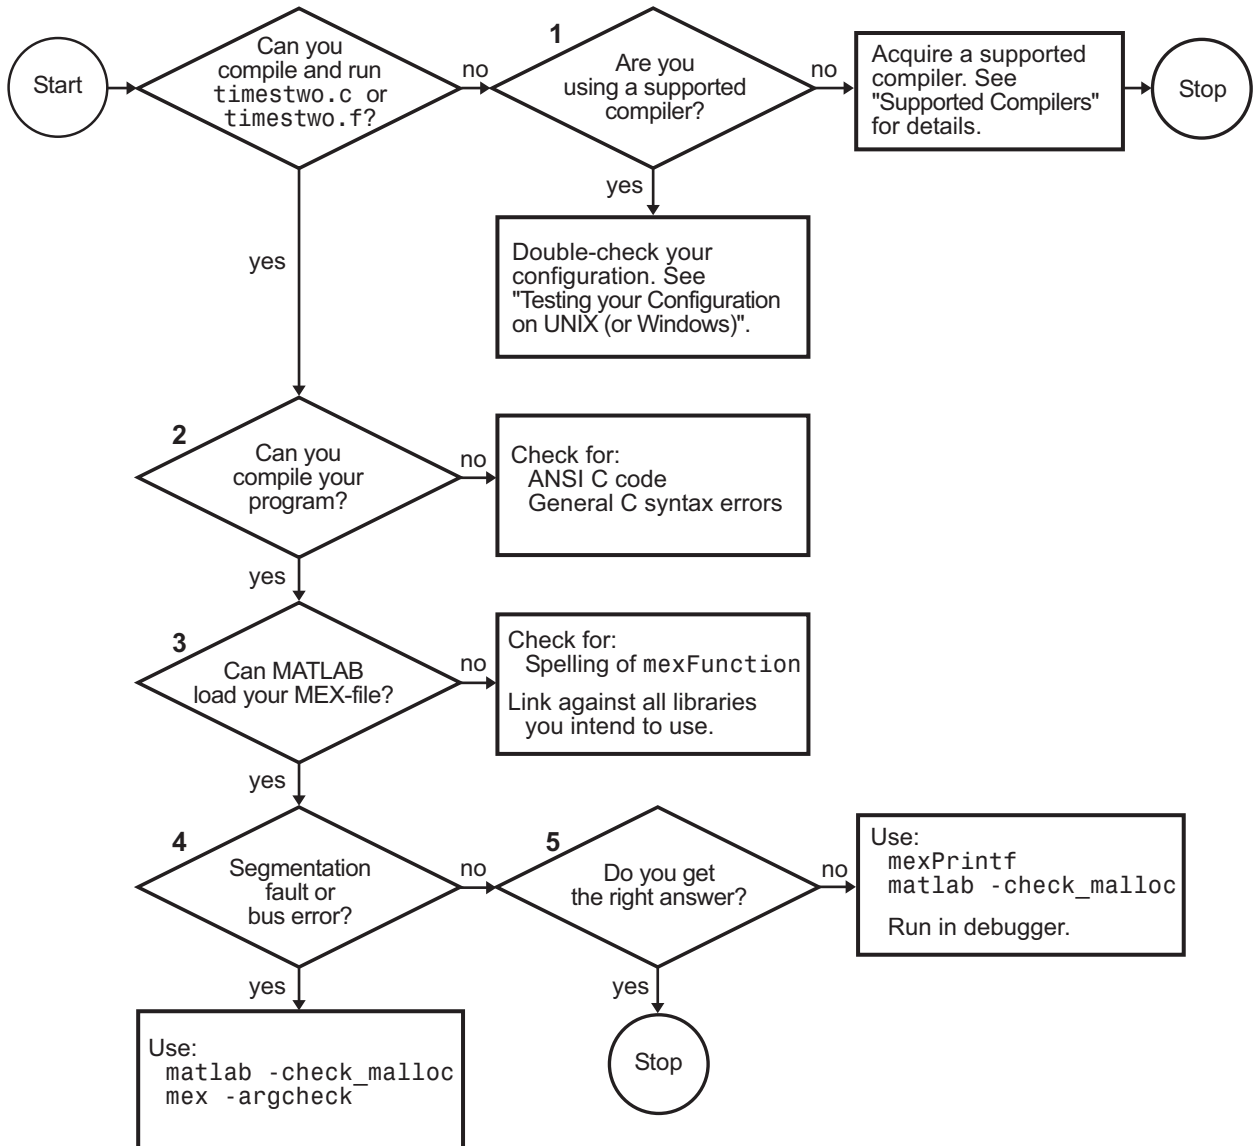 Start
Can you
compile and run
timestwo.c or
timestwo.f?
no
1
Are you
using a supported
compiler?
no
Acquire a supported
compiler. See
"Supported Compilers"
for details.
Stop
yes
Double-check your
configuration. See
"Testing your Configuration
on UNIX (or Windows)".
yes
2
Can you
compile your
program?
no
Check for:
ANSI C code
General C syntax errors
yes
3
Can MATLAB
load your MEX-file?
no
Check for:
Spelling of mexFunction
Link against all libraries
you intend to use.
yes
4
Segmentation
fault or
bus error?
no
5
Do you get
the right answer?
no
Use:
mexPrintf
matlab -check_malloc
Run in debugger.
yes
Use:
matlab -check_malloc
mex -argcheck
yes
Stop